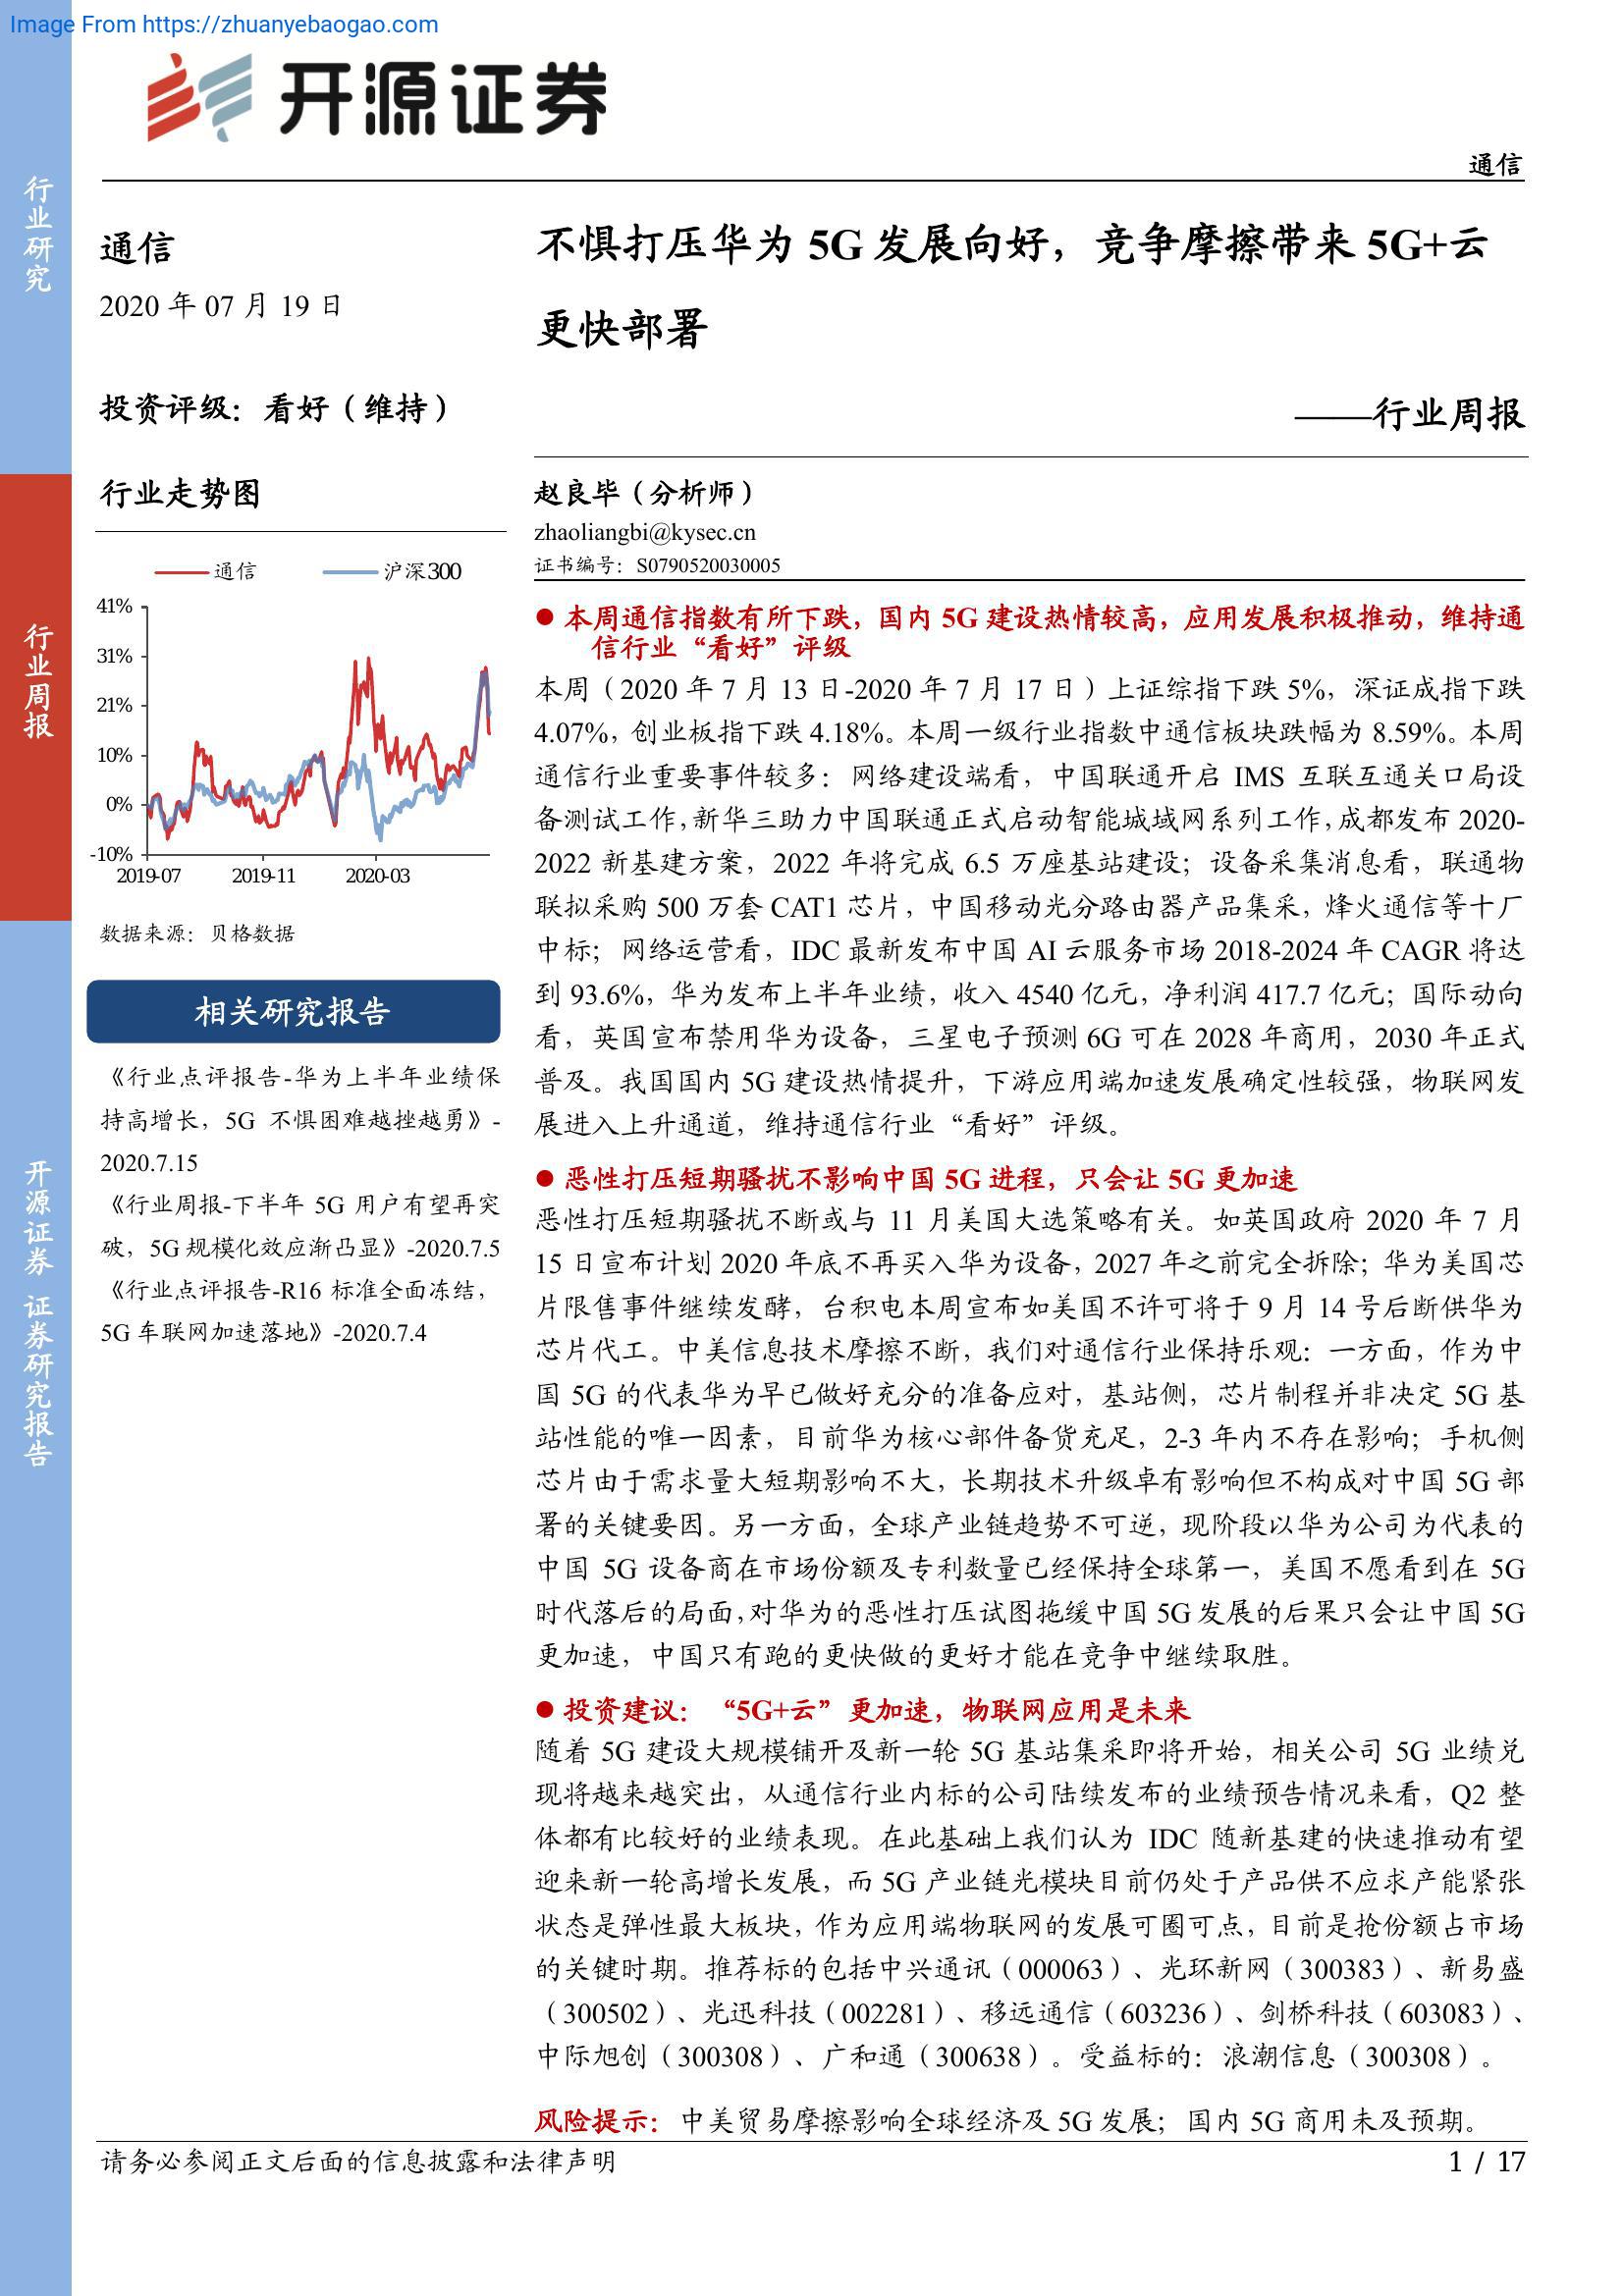 Image From https://zhuanyebaogao.com
开源证券
通信
行业研究
行业周报
开源证券 证券研究报告
通信
2020 年 07 月 19 日
投资评级：看好（维持）
行业走势图
通信 沪深300
41%
31%
21%
10%
0%
-10%
2019-07 2019-11 2020-03
数据来源：贝格数据
相关研究报告
《行业点评报告-华为上半年业绩保
持高增长，5G 不惧困难越挫越勇》-
2020.7.15
《行业周报-下半年 5G 用户有望再突
破，5G 规模化效应渐凸显》-2020.7.5
《行业点评报告-R16 标准全面冻结，
5G 车联网加速落地》-2020.7.4
不惧打压华为 5G 发展向好，竞争摩擦带来 5G+云
更快部署
——行业周报
赵良毕（分析师）
zhaoliangbi@kysec.cn
证书编号：S0790520030005
● 本周通信指数有所下跌，国内 5G 建设热情较高，应用发展积极推动，维持通
信行业“看好”评级
本周（2020 年 7 月 13 日-2020 年 7 月 17 日）上证综指下跌 5%，深证成指下跌
4.07%，创业板指下跌 4.18%。本周一级行业指数中通信板块跌幅为 8.59%。本周
通信行业重要事件较多：网络建设端看，中国联通开启 IMS 互联互通关口局设
备测试工作，新华三助力中国联通正式启动智能城域网系列工作，成都发布 2020-
2022 新基建方案，2022 年将完成 6.5 万座基站建设；设备采集消息看，联通物
联拟采购 500 万套 CAT1 芯片，中国移动光分路由器产品集采，烽火通信等十厂
中标；网络运营看，IDC 最新发布中国 AI 云服务市场 2018-2024 年 CAGR 将达
到 93.6%，华为发布上半年业绩，收入 4540 亿元，净利润 417.7 亿元；国际动向
看，英国宣布禁用华为设备，三星电子预测 6G 可在 2028 年商用，2030 年正式
普及。我国国内 5G 建设热情提升，下游应用端加速发展确定性较强，物联网发
展进入上升通道，维持通信行业“看好”评级。
● 恶性打压短期骚扰不影响中国 5G 进程，只会让 5G 更加速
恶性打压短期骚扰不断或与 11 月美国大选策略有关。如英国政府 2020 年 7 月
15 日宣布计划 2020 年底不再买入华为设备，2027 年之前完全拆除；华为美国芯
片限售事件继续发酵，台积电本周宣布如美国不许可将于 9 月 14 号后断供华为
芯片代工。中美信息技术摩擦不断，我们对通信行业保持乐观：一方面，作为中
国 5G 的代表华为早已做好充分的准备应对，基站侧，芯片制程并非决定 5G 基
站性能的唯一因素，目前华为核心部件备货充足，2-3 年内不存在影响；手机侧
芯片由于需求量大短期影响不大，长期技术升级卓有影响但不构成对中国 5G 部
署的关键要因。另一方面，全球产业链趋势不可逆，现阶段以华为公司为代表的
中国 5G 设备商在市场份额及专利数量已经保持全球第一，美国不愿看到在 5G
时代落后的局面，对华为的恶性打压试图拖缓中国 5G 发展的后果只会让中国 5G
更加速，中国只有跑的更快做的更好才能在竞争中继续取胜。
● 投资建议：“5G+云”更加速，物联网应用是未来
随着 5G 建设大规模铺开及新一轮 5G 基站集采即将开始，相关公司 5G 业绩兑
现将越来越突出，从通信行业内标的公司陆续发布的业绩预告情况来看，Q2 整
体都有比较好的业绩表现。在此基础上我们认为 IDC 随新基建的快速推动有望
迎来新一轮高增长发展，而 5G 产业链光模块目前仍处于产品供不应求产能紧张
状态是弹性最大板块，作为应用端物联网的发展可圈可点，目前是抢份额占市场
的关键时期。推荐标的包括中兴通讯（000063）、光环新网（300383）、新易盛
（300502）、光迅科技（002281）、移远通信（603236）、剑桥科技（603083）、
中际旭创（300308）、广和通（300638）。受益标的：浪潮信息（300308）。
风险提示：中美贸易摩擦影响全球经济及 5G 发展；国内 5G 商用未及预期。
请务必参阅正文后面的信息披露和法律声明
1 / 17